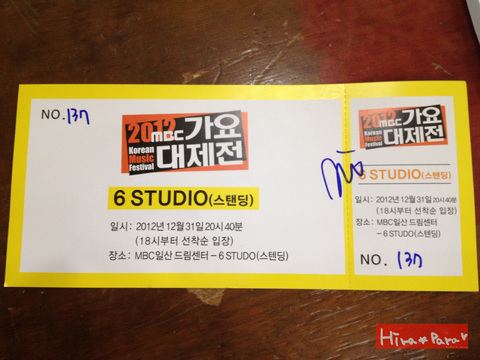 NO. 137
2012 MBC 가요
Korean Music Festival 대제전
6 STUDIO(스탠딩)
일시 : 2012년 12월 31일 20시 40분
(18시부터 선착순 입장)
장소 : MBC일산 드림센터 – 6 STUDO(스텐딩)
2012 MBC 가요
Korean Music Festival 대제전
6 STUDIO(스탠딩)
일시 : 2012년 12월 31일 20시 40분
(18시부터 선착순 입장)
장소 : MBC일산 드림센터
– 6 STUDO(스텐딩)
NO. 137
Hira Para